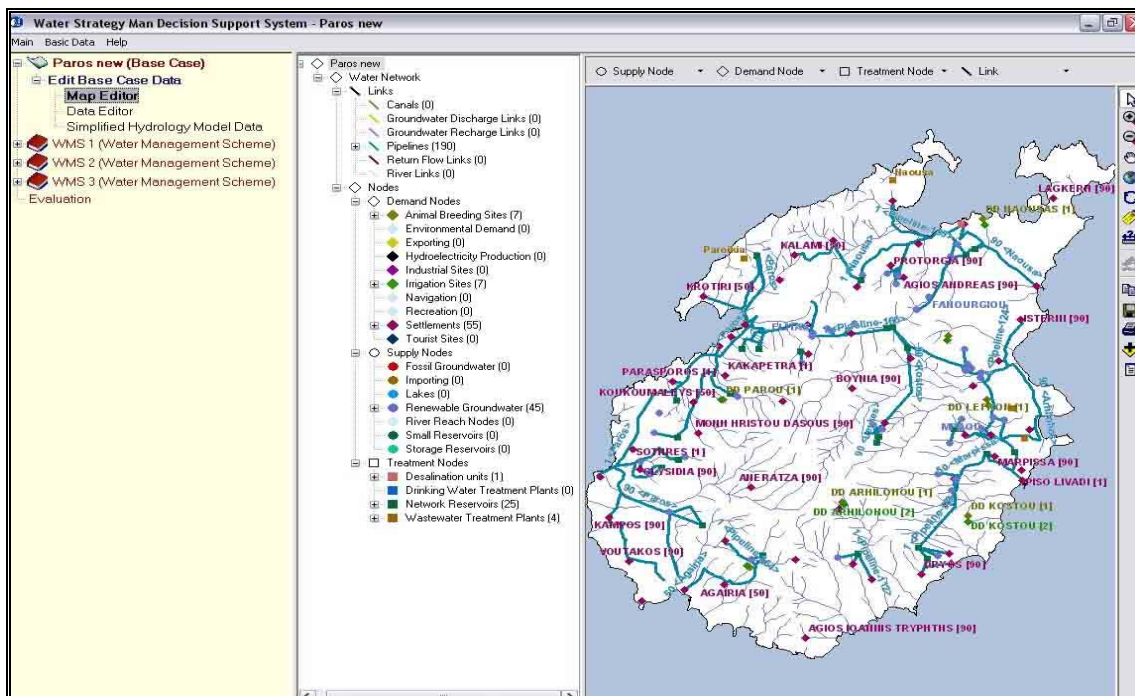 Water Strategy Man Decision Support System - Paros new
Main Basic Data Help
Paros new (Base Case)
Edit Base Case Data
Map Editor
Data Editor
Simplified Hydrology Model Data
WMS 1 (Water Management Scheme)
WMS 2 (Water Management Scheme)
WMS 3 (Water Management Scheme)
Evaluation
Paros new
Water Network
Links
Canals (0)
Groundwater Discharge Links (0)
Groundwater Recharge Links (0)
Pipelines (190)
Return Flow Links (0)
River Links (0)
Nodes
Demand Nodes
Animal Breeding Sites (7)
Environmental Demand (0)
Exporting (0)
Hydroelectricity Production (0)
Industrial Sites (0)
Irrigation Sites (7)
Navigation (0)
Recreation (0)
Settlements (55)
Tourist Sites (0)
Supply Nodes
Fossil Groundwater (0)
Importing (0)
Lakes (0)
Renewable Groundwater (45)
River Reach Nodes (0)
Small Reservoirs (0)
Storage Reservoirs (0)
Treatment Nodes
Desalination units (1)
Drinking Water Treatment Plants (0)
Network Reservoirs (25)
Wastewater Treatment Plants (4)
Supply Node Demand Node Treatment Node Link
Naousa
LAGKERI [90]
DD NAOUSAS [1]
Paroikia
KALAMI [90]
PROTORGIA [90]
AGIOS ANDREAS [90]
90 <Naousa>
KROTIRI [50]
FAHOURGIOU
ISTERNI [90]
PARASPOROS [1]
KAKAPETRA [1]
BOYNIA [90]
DD PAROU [1]
DD LEFKON [1]
MONH HRISTOU DASOUS [90]
SOTHRES [1]
GLYSIDIA [90]
MARPISSA [90]
PISO LIVADI [1]
ANERATZA [90]
DD ARHILOHOU [1]
DD ARHILOHOU [2]
DD KOSTOU [1]
DD KOSTOU [2]
KAMPOS [90]
VOUTAKOS [90]
50 <Agairia>
AGAIRIA [50]
DRYOS [90]
AGIOS IOANNIS TRYPHTHS [90]